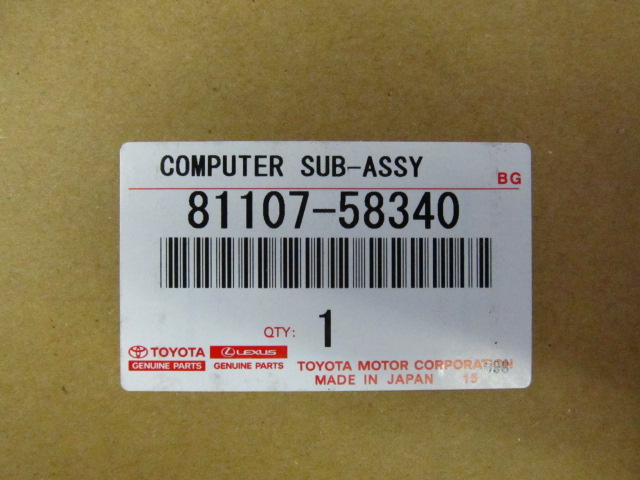 COMPUTER SUB-ASSY
BG
81107-58340
QTY: 1
TOYOTA LEXUS
GENUINE PARTS GENUINE PARTS
TOYOTA MOTOR CORPORATION
MADE IN JAPAN 15